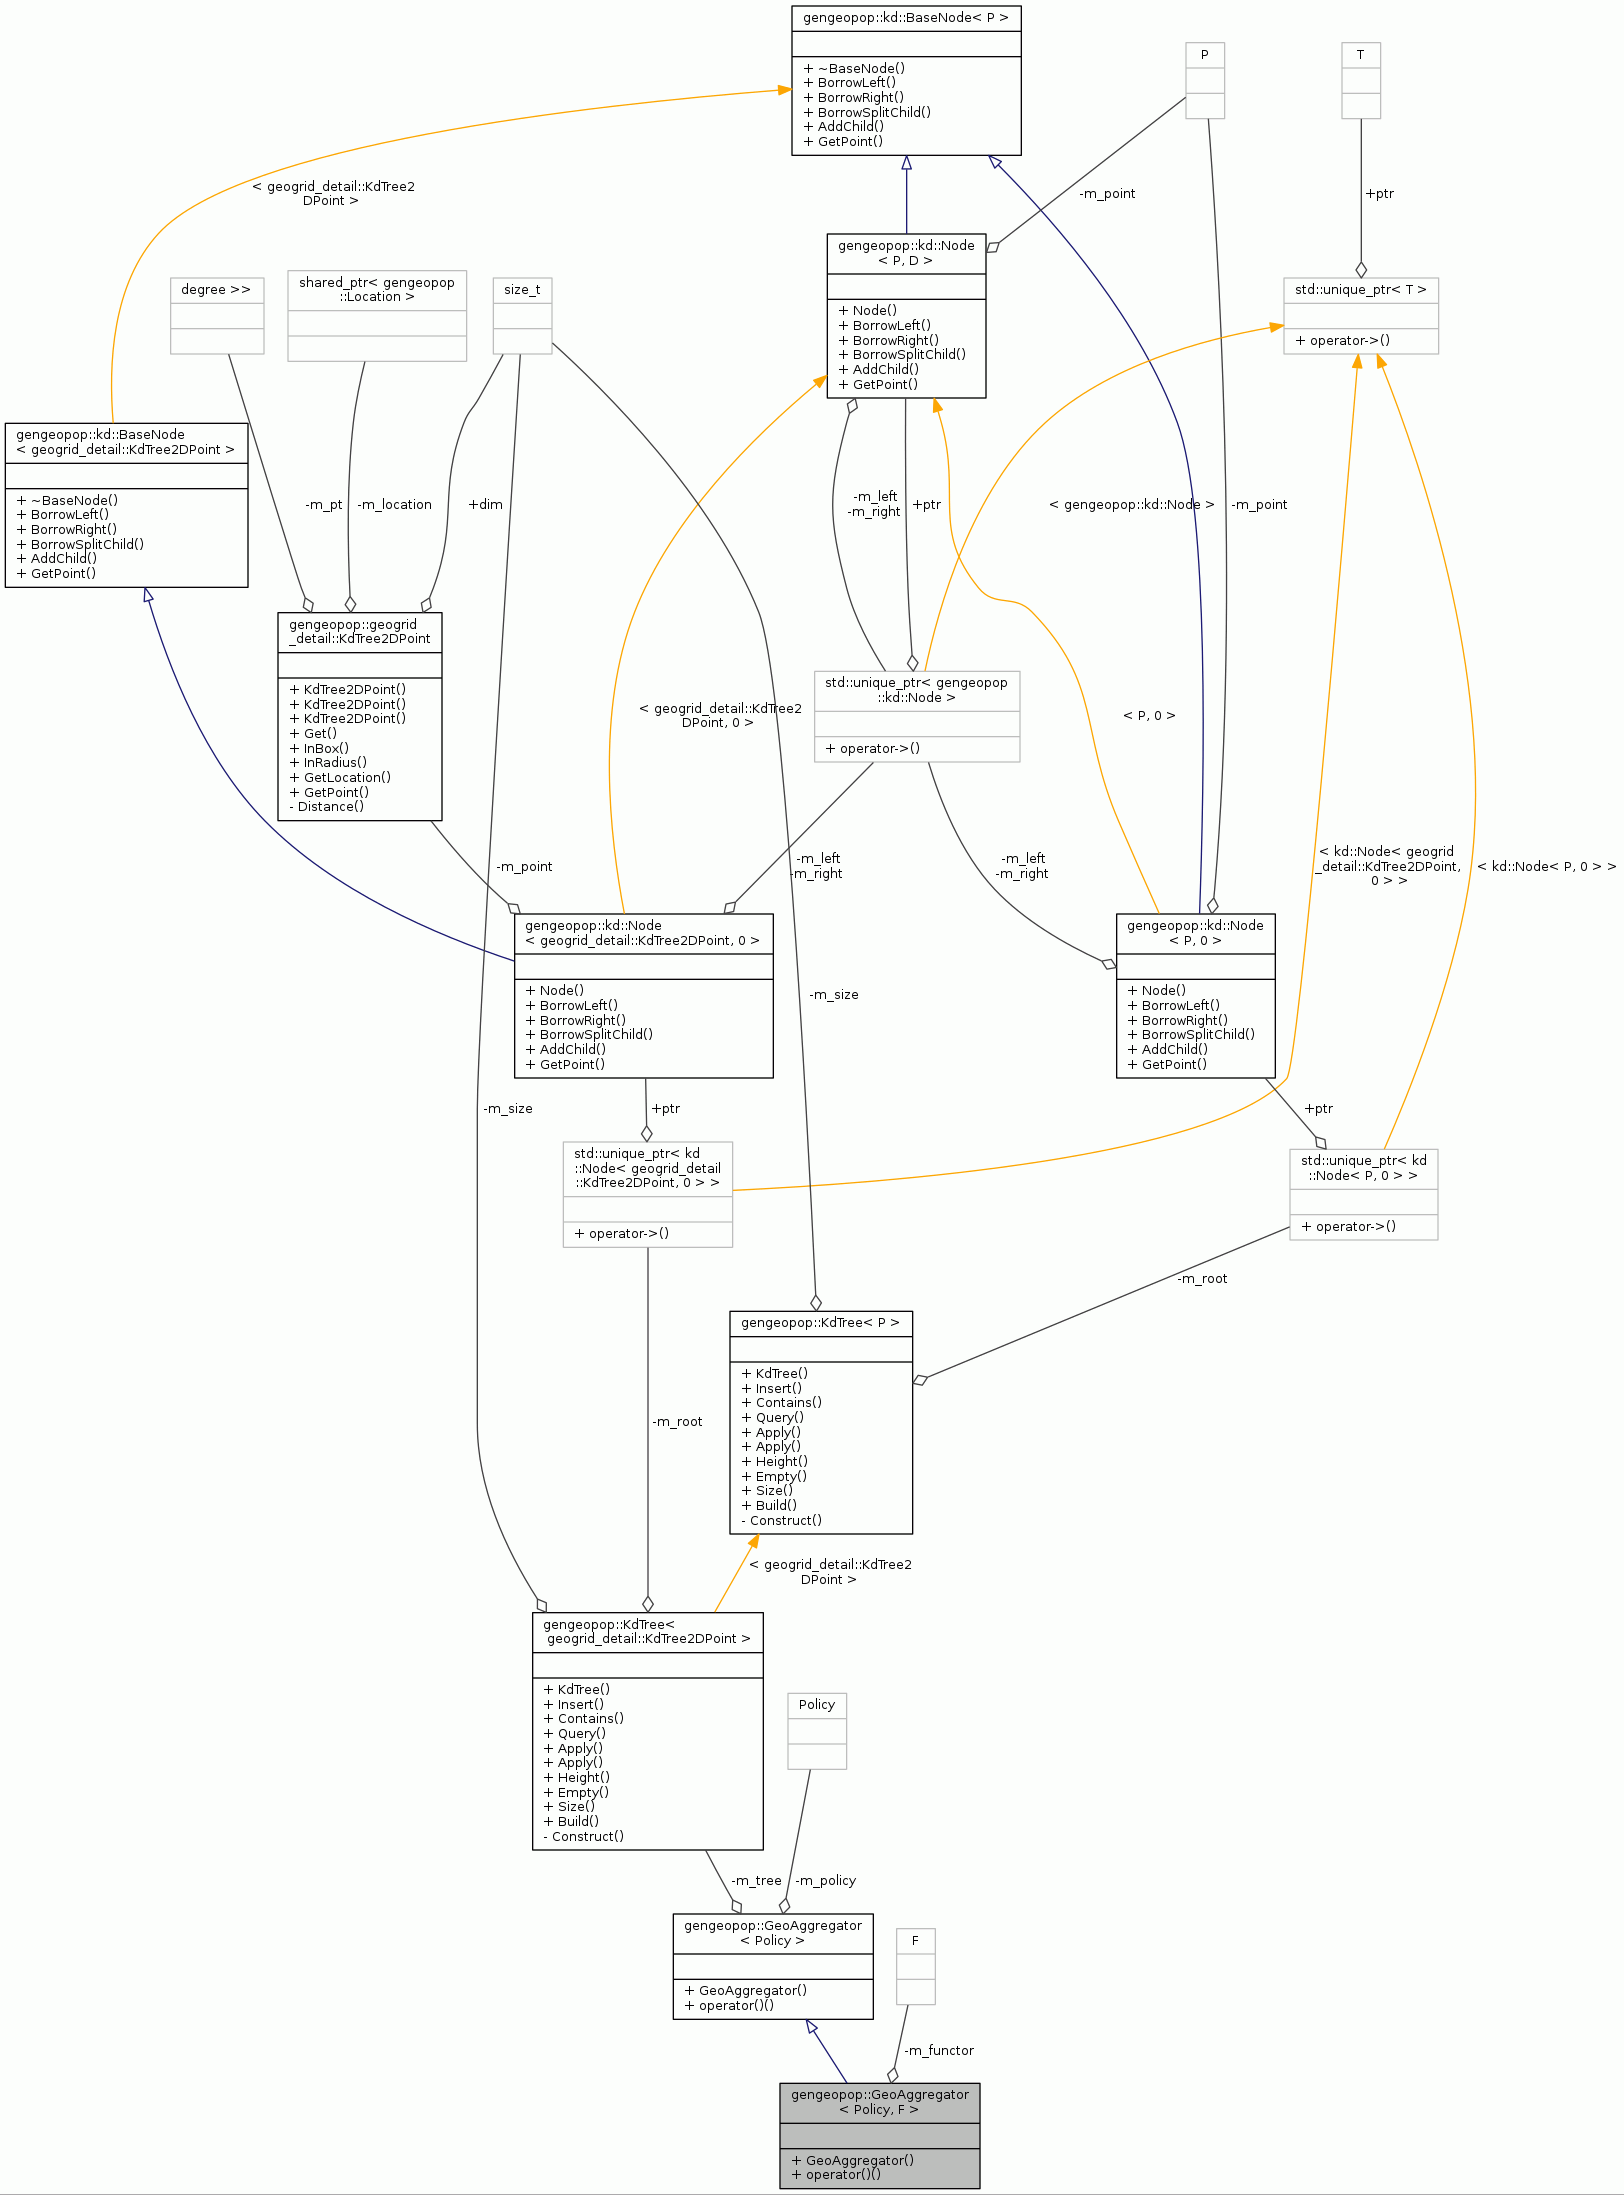 gengeopop::kd::BaseNode< P >
+ ~BaseNode()
+ BorrowLeft()
+ BorrowRight()
+ BorrowSplitChild()
+ AddChild()
+ GetPoint()
P
T
< geogrid_detail::KdTree2
DPoint >
-m_point
+ptr
gengeopop::kd::Node
< P, D >
+ Node()
+ BorrowLeft()
+ BorrowRight()
+ BorrowSplitChild()
+ AddChild()
+ GetPoint()
degree >>
shared_ptr< gengeopop
::Location >
size_t
std::unique_ptr< T >
+ operator->()
gengeopop::kd::BaseNode
< geogrid_detail::KdTree2DPoint >
+ ~BaseNode()
+ BorrowLeft()
+ BorrowRight()
+ BorrowSplitChild()
+ AddChild()
+ GetPoint()
-m_pt
-m_location
+dim
-m_left
-m_right
+ptr
< gengeopop::kd::Node >
-m_point
gengeopop::geogrid
_detail::KdTree2DPoint
+ KdTree2DPoint()
+ KdTree2DPoint()
+ KdTree2DPoint()
+ Get()
+ InBox()
+ InRadius()
+ GetLocation()
+ GetPoint()
- Distance()
< geogrid_detail::KdTree2
DPoint, 0 >
std::unique_ptr< gengeopop
::kd::Node >
+ operator->()
< P, 0 >
-m_point
-m_left
-m_right
-m_left
-m_right
< kd::Node< geogrid
_detail::KdTree2DPoint,
0 > >
< kd::Node< P, 0 > >
gengeopop::kd::Node
< geogrid_detail::KdTree2DPoint, 0 >
+ Node()
+ BorrowLeft()
+ BorrowRight()
+ BorrowSplitChild()
+ AddChild()
+ GetPoint()
-m_size
gengeopop::kd::Node
< P, 0 >
+ Node()
+ BorrowLeft()
+ BorrowRight()
+ BorrowSplitChild()
+ AddChild()
+ GetPoint()
-m_size
+ptr
+ptr
std::unique_ptr< kd
::Node< geogrid_detail
::KdTree2DPoint, 0 > >
+ operator->()
std::unique_ptr< kd
::Node< P, 0 > >
+ operator->()
-m_root
gengeopop::KdTree< P >
+ KdTree()
+ Insert()
+ Contains()
+ Query()
+ Apply()
+ Apply()
+ Height()
+ Empty()
+ Size()
+ Build()
- Construct()
-m_root
< geogrid_detail::KdTree2
DPoint >
gengeopop::KdTree<
geogrid_detail::KdTree2DPoint >
+ KdTree()
+ Insert()
+ Contains()
+ Query()
+ Apply()
+ Apply()
+ Height()
+ Empty()
+ Size()
+ Build()
- Construct()
Policy
-m_tree
-m_policy
gengeopop::GeoAggregator
< Policy >
+ GeoAggregator()
+ operator()()
F
-m_functor
gengeopop::GeoAggregator
< Policy, F >
+ GeoAggregator()
+ operator()()